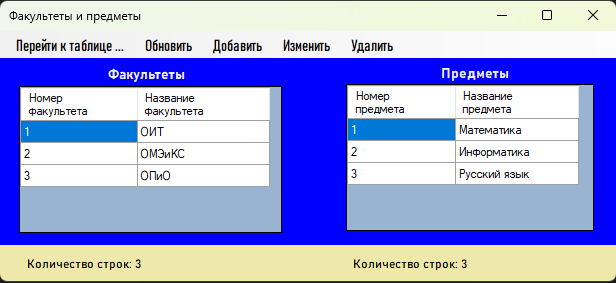 Факультеты и предметы
Перейти к таблице ... Обновить Добавить Изменить Удалить
Факультеты
Номер факультета Название факультета
1 ОИТ
2 ОМЭиКС
3 ОПиО
Количество строк: 3
Предметы
Номер предмета Название предмета
1 Математика
2 Информатика
3 Русский язык
Количество строк: 3